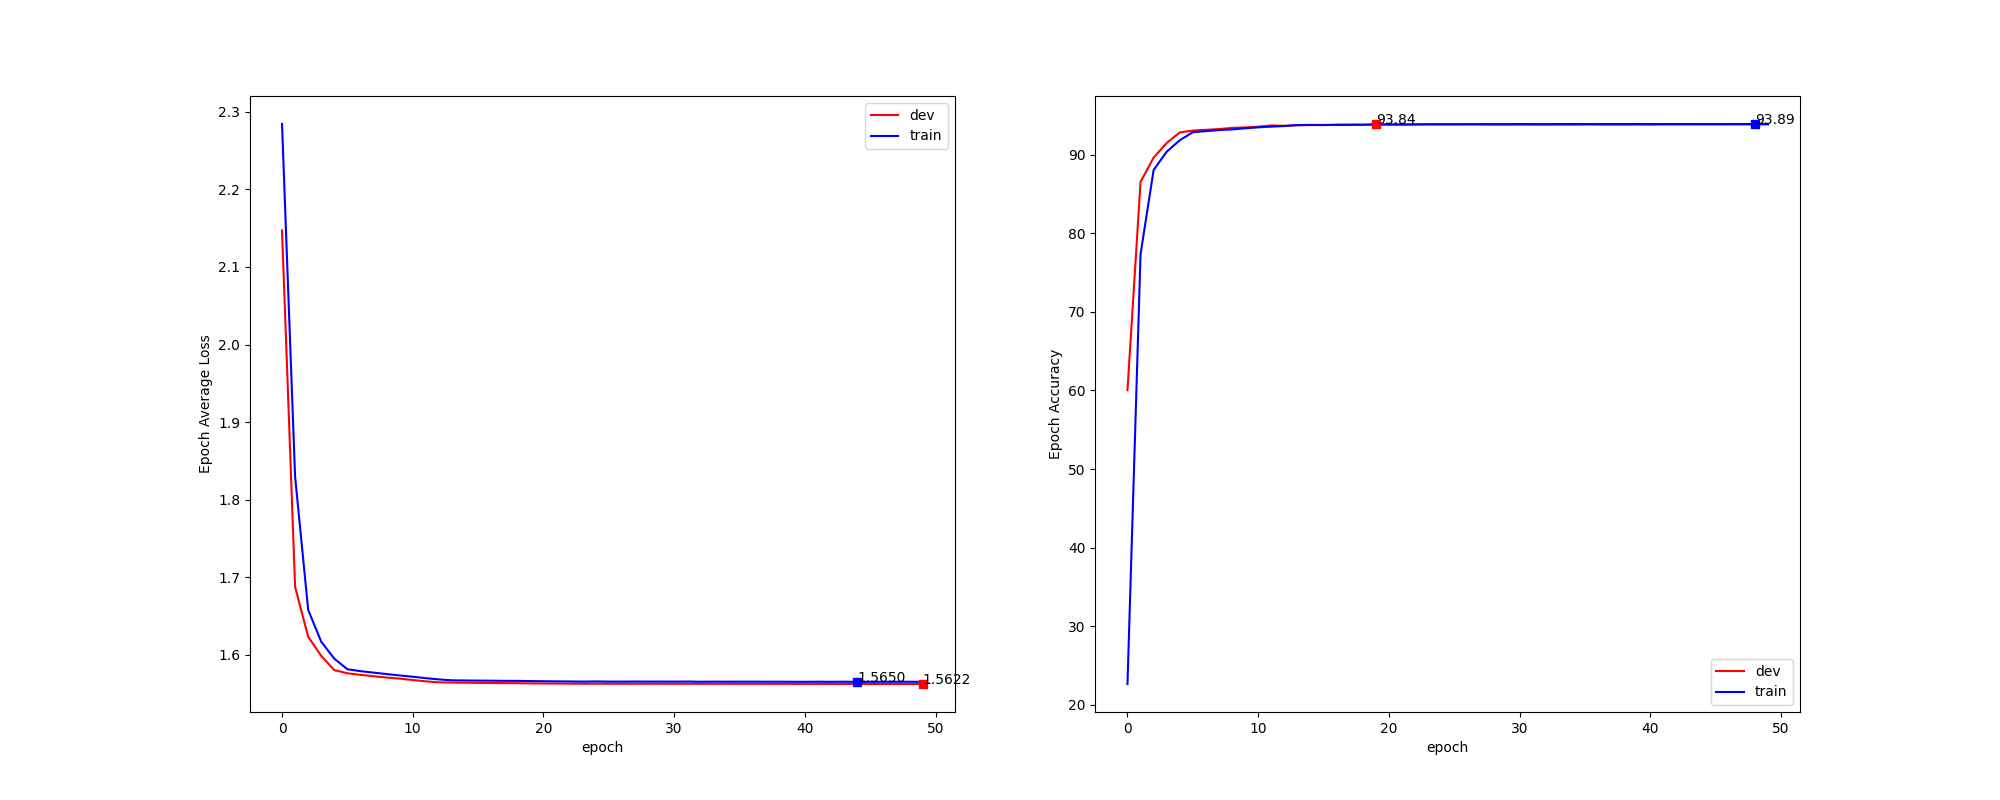 2.3
2.2
2.1
2.0
1.9
1.8
1.7
1.6
Epoch Average Loss
dev
train
1.5650
1.5622
0 10 20 30 40 50
epoch
90
80
70
60
50
40
30
20
Epoch Accuracy
93.84
93.89
dev
train
0 10 20 30 40 50
epoch